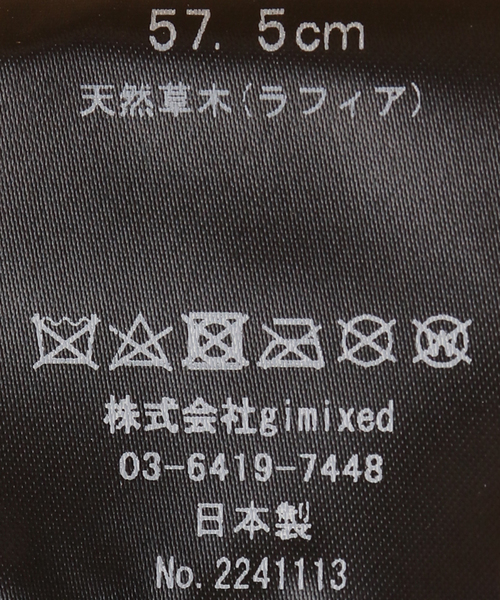 57. 5cm
天然草木(ラフィア)
株式会社gimixed
03-6419-7448
日本製
No. 2241113